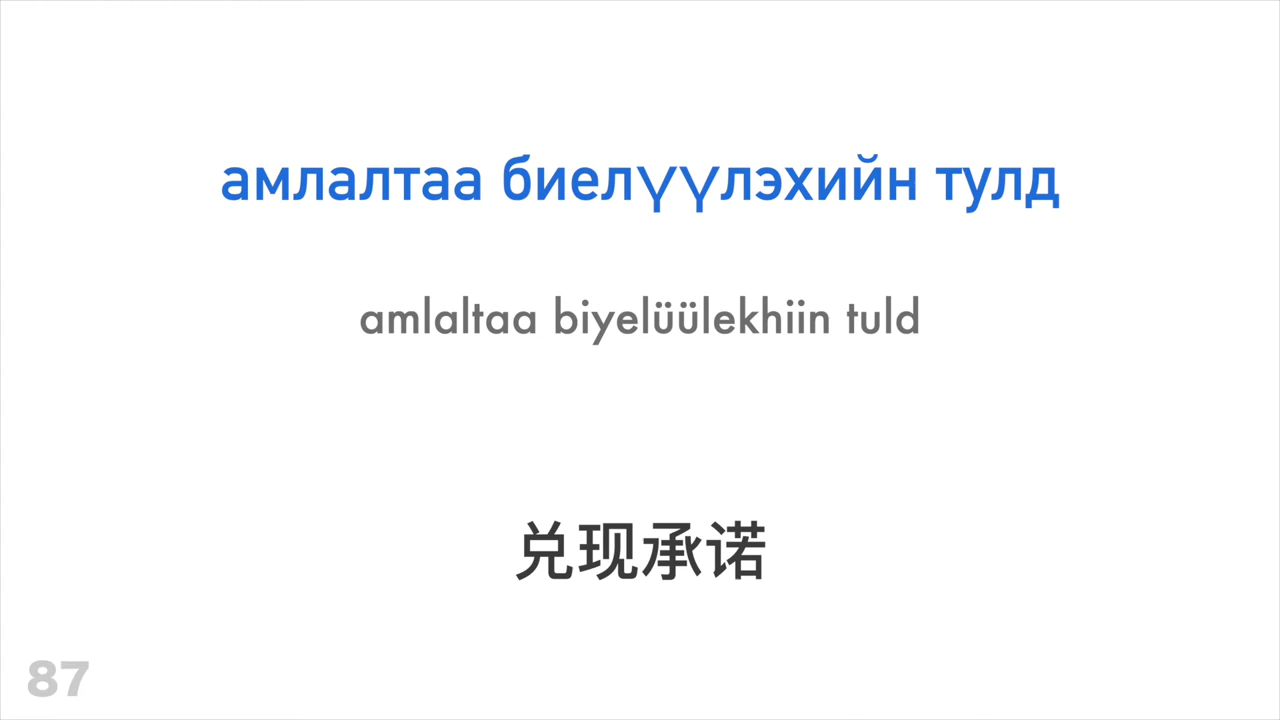 амлалтаа биелүүлэхийн тулд
amlaltaa biyelüülekhiin tuld
兑现承诺
87